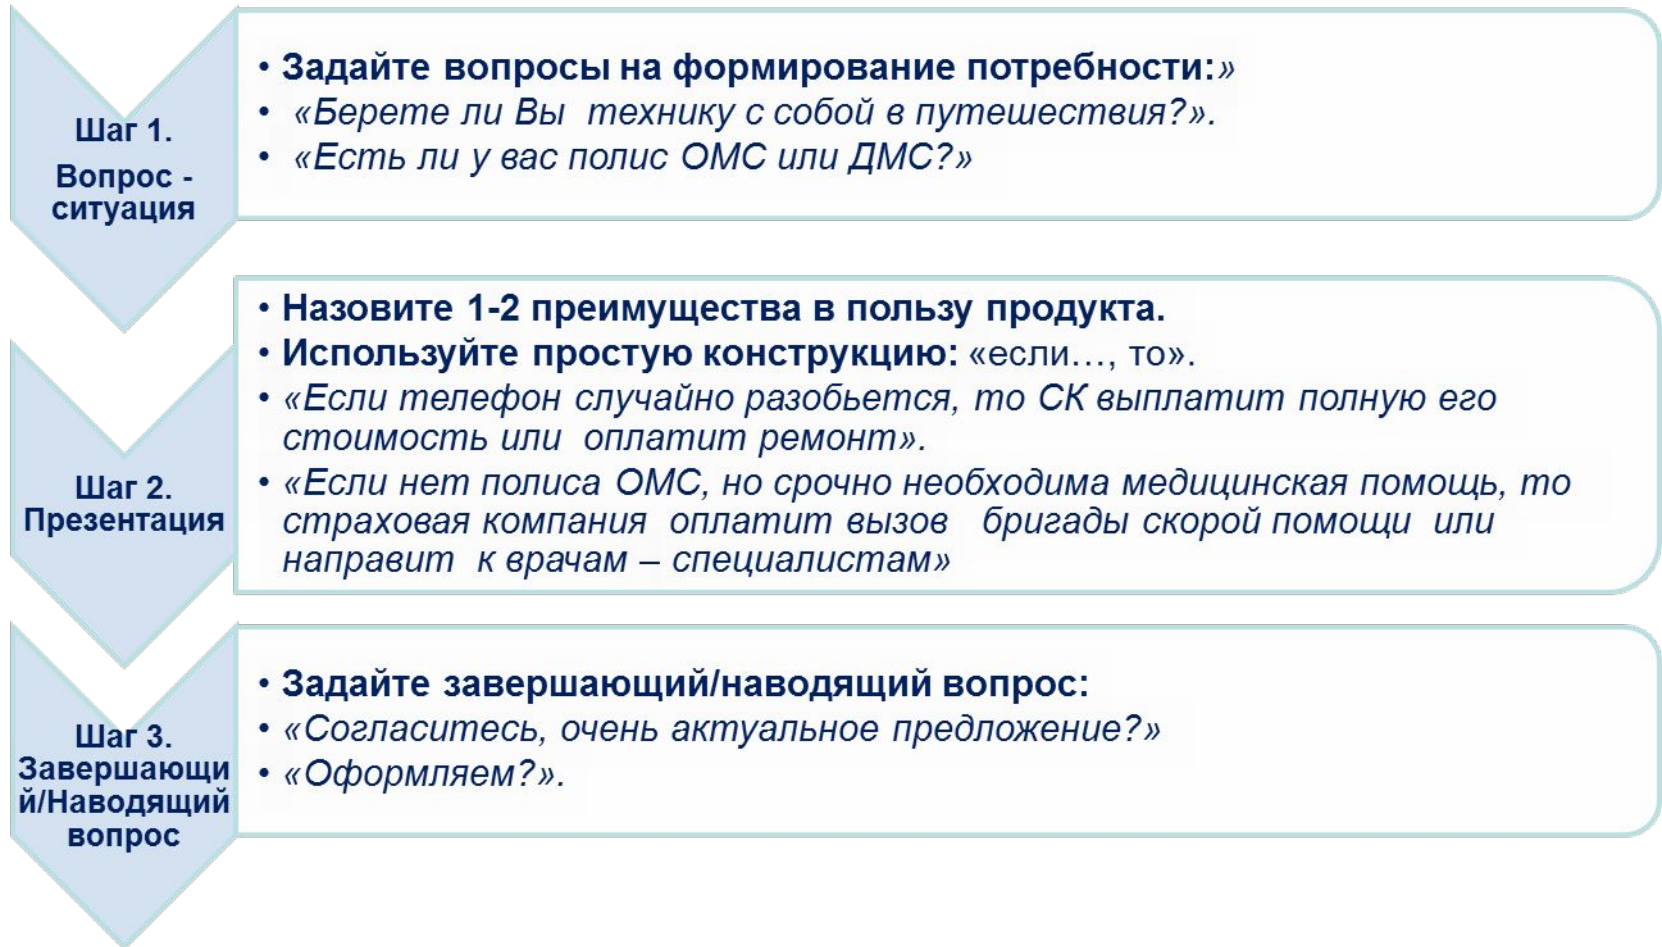 Шаг 1.
Вопрос -
ситуация
• Задайте вопросы на формирование потребности:»
• «Берете ли Вы технику с собой в путешествия?».
• «Есть ли у вас полис ОМС или ДМС?»
Шаг 2.
Презентация
• Назовите 1-2 преимущества в пользу продукта.
• Используйте простую конструкцию: «если…, то».
• «Если телефон случайно разобьется, то СК выплатит полную его
стоимость или оплатит ремонт».
• «Если нет полиса ОМС, но срочно необходима медицинская помощь, то
страховая компания оплатит вызов бригады скорой помощи или
направит к врачам – специалистам»
Шаг 3.
Завершающи
й/Наводящий
вопрос
• Задайте завершающий/наводящий вопрос:
• «Согласитесь, очень актуальное предложение?»
• «Оформляем?».